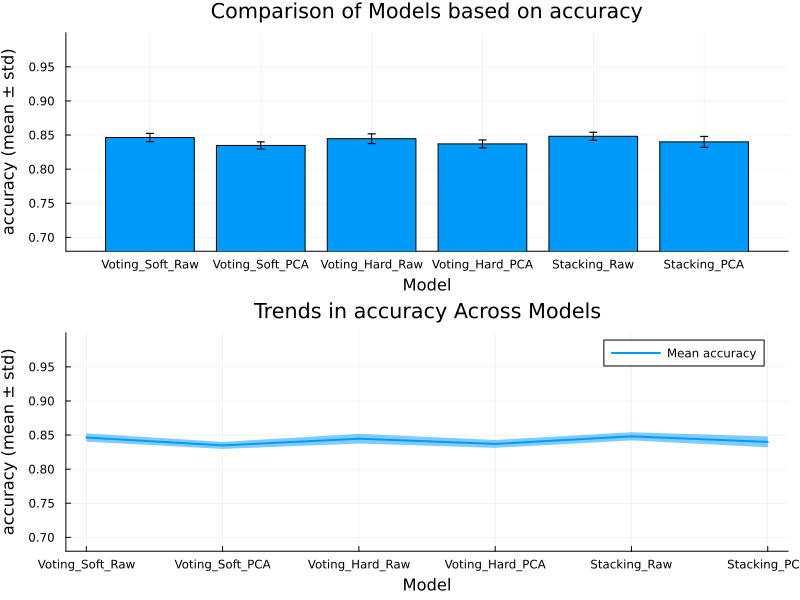 Comparison of Models based on accuracy
accuracy (mean ± std)
0.95
0.90
0.85
0.80
0.75
0.70
Voting_Soft_Raw Voting_Soft_PCA Voting_Hard_Raw Voting_Hard_PCA Stacking_Raw Stacking_PCA
Model
Trends in accuracy Across Models
accuracy (mean ± std)
Mean accuracy
0.95
0.90
0.85
0.80
0.75
0.70
Voting_Soft_Raw Voting_Soft_PCA Voting_Hard_Raw Voting_Hard_PCA Stacking_Raw Stacking_PC
Model